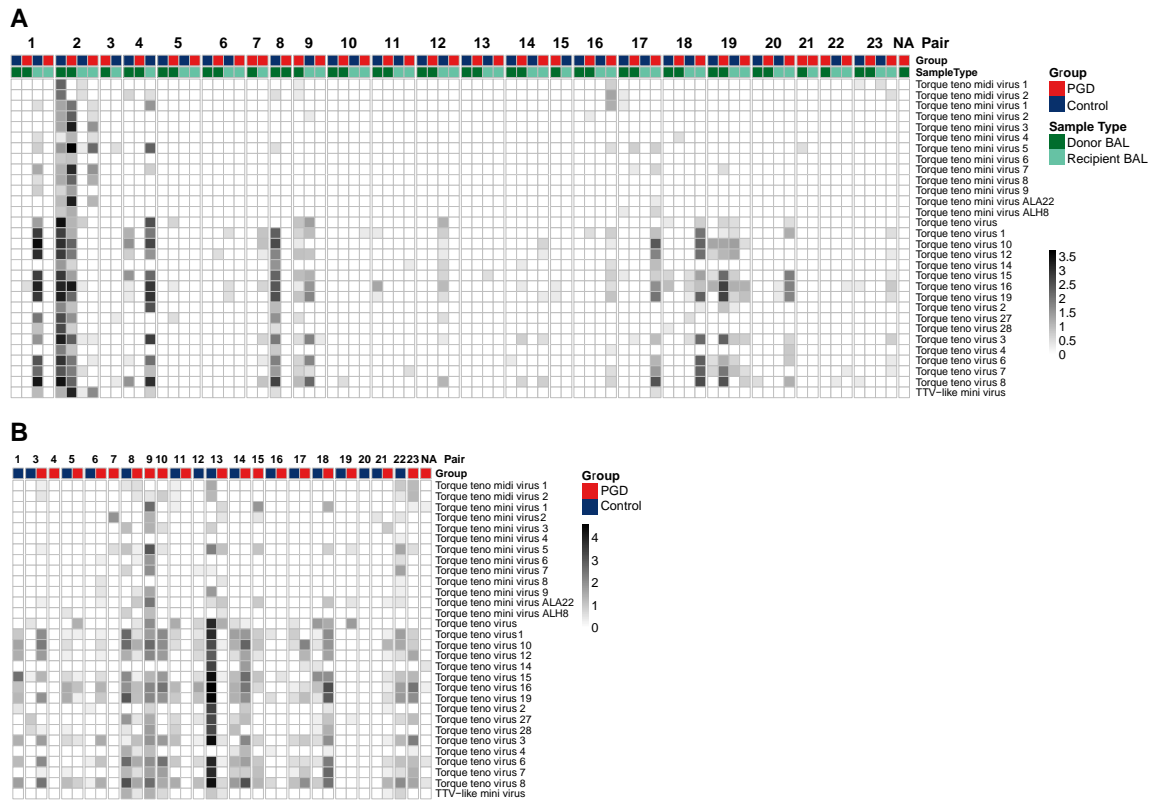 A
1 2 3 4 5 6 7 8 9 10 11 12 13 14 15 16 17 18 19 20 21 22 23 NA Pair
Group
SampleType
Torque teno midi virus 1
Torque teno midi virus 2
Torque teno mini virus 1
Torque teno mini virus 2
Torque teno mini virus 3
Torque teno mini virus 4
Torque teno mini virus 5
Torque teno mini virus 6
Torque teno mini virus 7
Torque teno mini virus 8
Torque teno mini virus 9
Torque teno mini virus ALA22
Torque teno mini virus ALH8
Torque teno virus
Torque teno virus 1
Torque teno virus 10
Torque teno virus 12
Torque teno virus 14
Torque teno virus 15
Torque teno virus 16
Torque teno virus 19
Torque teno virus 2
Torque teno virus 27
Torque teno virus 28
Torque teno virus 3
Torque teno virus 4
Torque teno virus 6
Torque teno virus 7
Torque teno virus 8
TTV−like mini virus
Group
PGD
Control
Sample Type
Donor BAL
Recipient BAL
3.5
3
2.5
2
1.5
1
0.5
0
B
1 3 4 5 6 7 8 9 10 11 12 13 14 15 16 17 18 19 20 21 22 23 NA Pair
Group
Torque teno midi virus 1
Torque teno midi virus 2
Torque teno mini virus 1
Torque teno mini virus2
Torque teno mini virus 3
Torque teno mini virus 4
Torque teno mini virus 5
Torque teno mini virus 6
Torque teno mini virus 7
Torque teno mini virus 8
Torque teno mini virus 9
Torque teno mini virus ALA22
Torque teno mini virus ALH8
Torque teno virus
Torque teno virus1
Torque teno virus 10
Torque teno virus 12
Torque teno virus 14
Torque teno virus 15
Torque teno virus 16
Torque teno virus 19
Torque teno virus 2
Torque teno virus 27
Torque teno virus 28
Torque teno virus 3
Torque teno virus 4
Torque teno virus 6
Torque teno virus 7
Torque teno virus 8
TTV−like mini virus
Group
PGD
Control
4
3
2
1
0